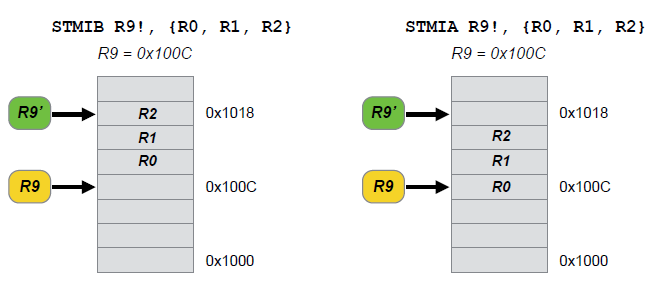 STMIB R9!, {R0, R1, R2}
R9 = 0x100C
R9’
R2
0x1018
R1
R0
R9
0x100C
0x1000
STMIA R9!, {R0, R1, R2}
R9 = 0x100C
R9’
0x1018
R2
R1
R9
R0
0x100C
0x1000